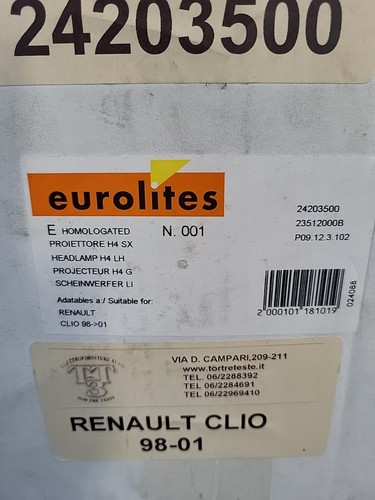 24203500
eurolites
E HOMOLOGATED N. 001
PROIETTORE H4 SX
HEADLAMP H4 LH
PROJECTEUR H4 G
SCHEINWERFER LI
Adatables a:/ Suitable for:
RENAULT
CLIO 98->01
24203500
23512000B
P09.12.3.102
2 000101 181019
024088
VIA D. CAMPARI,209-211
www.tortreteste.it
TEL. 06/2288392
TEL 06/2284691
TEL 06/22969410
RENAULT CLIO
98-01